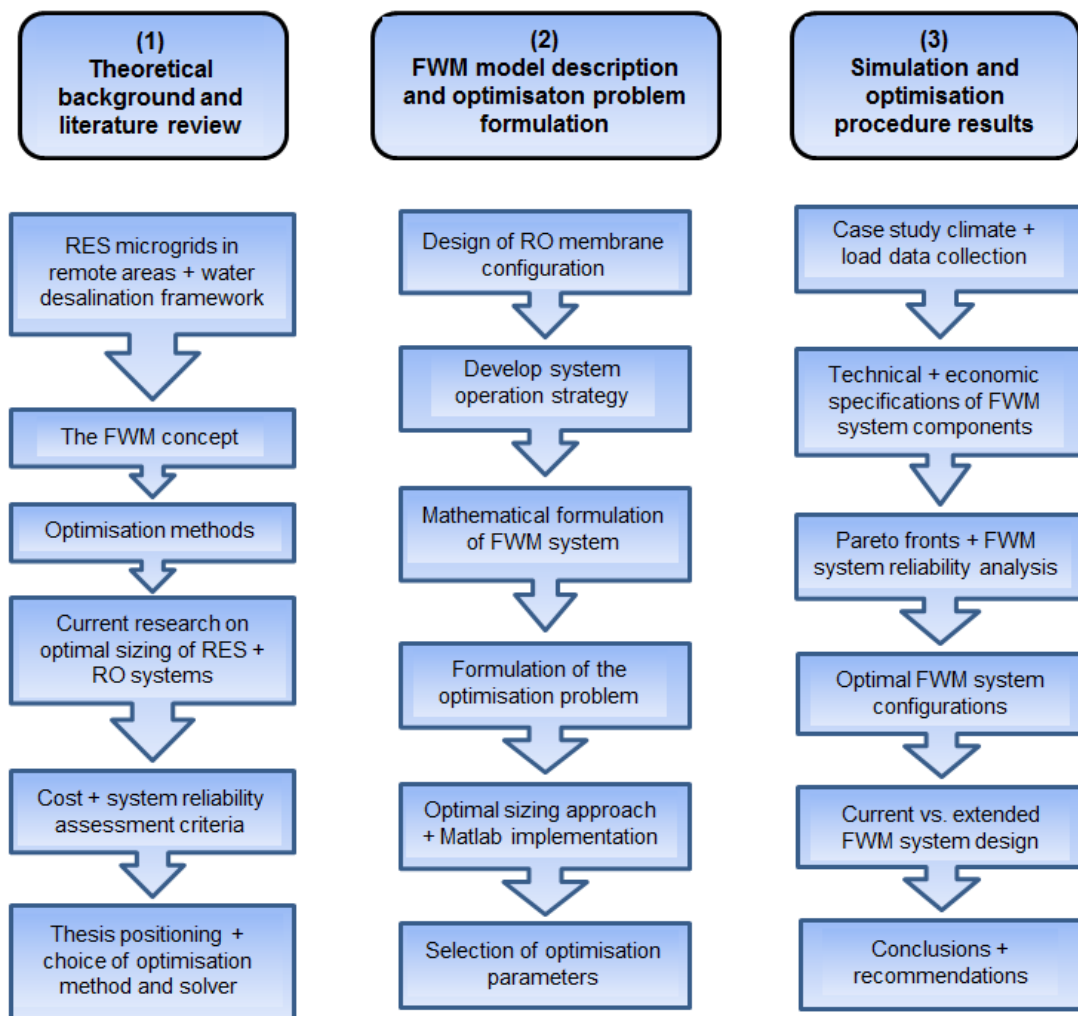 (1)
Theoretical
background and
literature review
RES microgrids in
remote areas + water
desalination framework
The FWM concept
Optimisation methods
Current research on
optimal sizing of RES +
RO systems
Cost + system reliability
assessment criteria
Thesis positioning +
choice of optimisation
method and solver
(2)
FWM model description
and optimisaton problem
formulation
Design of RO membrane
configuration
Develop system
operation strategy
Mathematical formulation
of FWM system
Formulation of the
optimisation problem
Optimal sizing approach
+ Matlab implementation
Selection of optimisation
parameters
(3)
Simulation and
optimisation
procedure results
Case study climate +
load data collection
Technical + economic
specifications of FWM
system components
Pareto fronts + FWM
system reliability analysis
Optimal FWM system
configurations
Current vs. extended
FWM system design
Conclusions +
recommendations